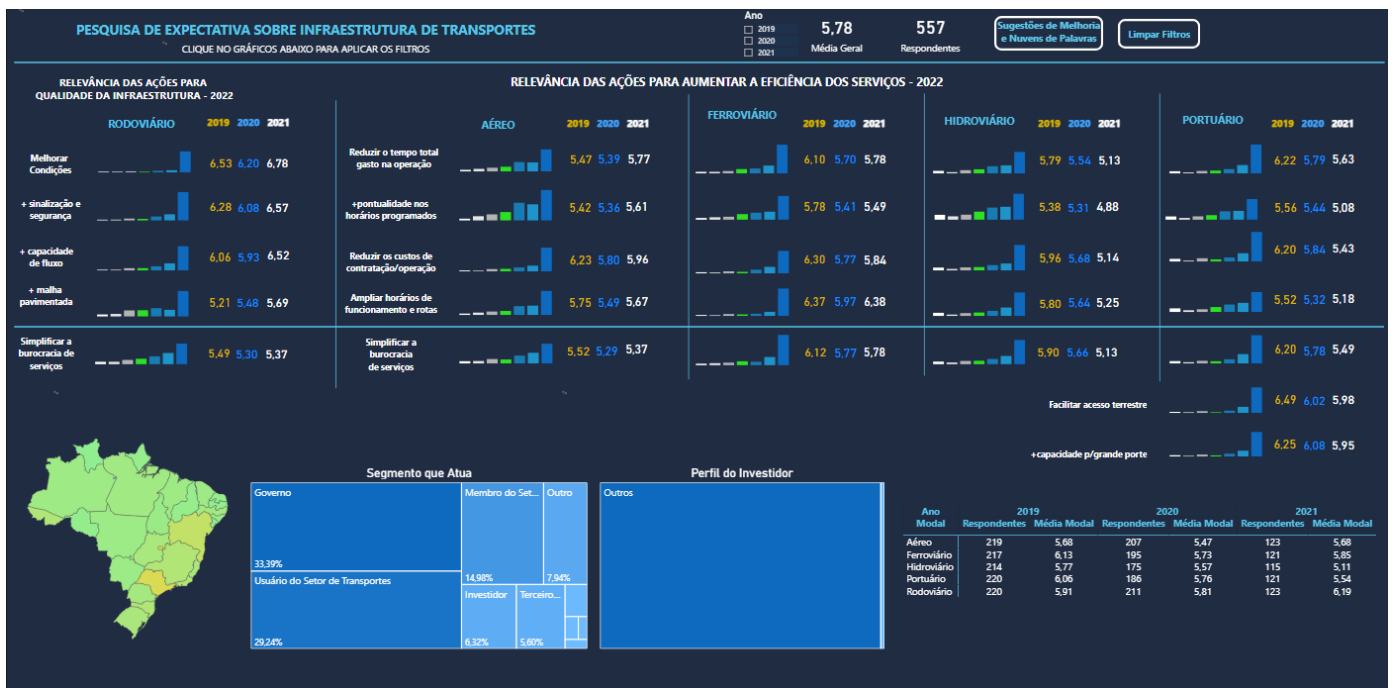 PESQUISA DE EXPECTATIVA SOBRE INFRAESTRUTURA DE TRANSPORTES
CLIQUE NO GRÁFICOS ABAIXO PARA APLICAR OS FILTROS
Ano
2019
2020
2021
5,78
Média Geral
557
Respondentes
Sugestões de Melhoria
e Nuvens de Palavras
Limpar Filtros
RELEVÂNCIA DAS AÇÕES PARA
QUALIDADE DA INFRAESTRUTURA - 2022
RELEVÂNCIA DAS AÇÕES PARA AUMENTAR A EFICIÊNCIA DOS SERVIÇOS - 2022
RODOVIÁRIO 2019 2020 2021
AÉREO 2019 2020 2021
FERROVIÁRIO 2019 2020 2021
HIDROVIÁRIO 2019 2020 2021
PORTUÁRIO 2019 2020 2021
Melhorar
Condições
6,53 6,20 6,78
Reduzir o tempo total
gasto na operação
5,47 5,39 5,77
6,10 5,70 5,78
5,79 5,54 5,13
6,22 5,79 5,63
+ sinalização e
segurança
6,28 6,08 6,57
+pontualidade nos
horários programados
5,42 5,36 5,61
5,78 5,41 5,49
5,38 5,31 4,88
5,56 5,44 5,08
+ capacidade
de fluxo
6,06 5,93 6,52
Reduzir os custos de
contratação/operação
6,23 5,80 5,96
6,30 5,77 5,84
5,96 5,68 5,14
6,20 5,84 5,43
+ malha
pavimentada
5,21 5,48 5,69
Ampliar horários de
funcionamento e rotas
5,75 5,49 5,67
6,37 5,97 6,38
5,80 5,64 5,25
5,52 5,32 5,18
Simplificar a
burocracia de
serviços
5,49 5,30 5,37
Simplificar a
burocracia
de serviços
5,52 5,29 5,37
6,12 5,77 5,78
5,90 5,66 5,13
6,20 5,78 5,49
Facilitar acesso terrestre
6,49 6,02 5,98
+capacidade p/grande porte
6,25 6,08 5,95
Segmento que Atua
Governo
33,39%
Usuário do Setor de Transportes
29,24%
Membro do Set...
14,98%
Outro
7,94%
Investidor
6,32%
Terceiro...
5,60%
Perfil do Investidor
Outros
Ano 2019 2020 2021
Modal Respondentes Média Modal Respondentes Média Modal Respondentes Média Modal
Aéreo 219 5,68 207 5,47 123 5,68
Ferroviário 217 6,13 195 5,73 121 5,85
Hidroviário 214 5,77 175 5,57 115 5,11
Portuário 220 6,06 186 5,76 121 5,54
Rodoviário 220 5,91 211 5,81 123 6,19